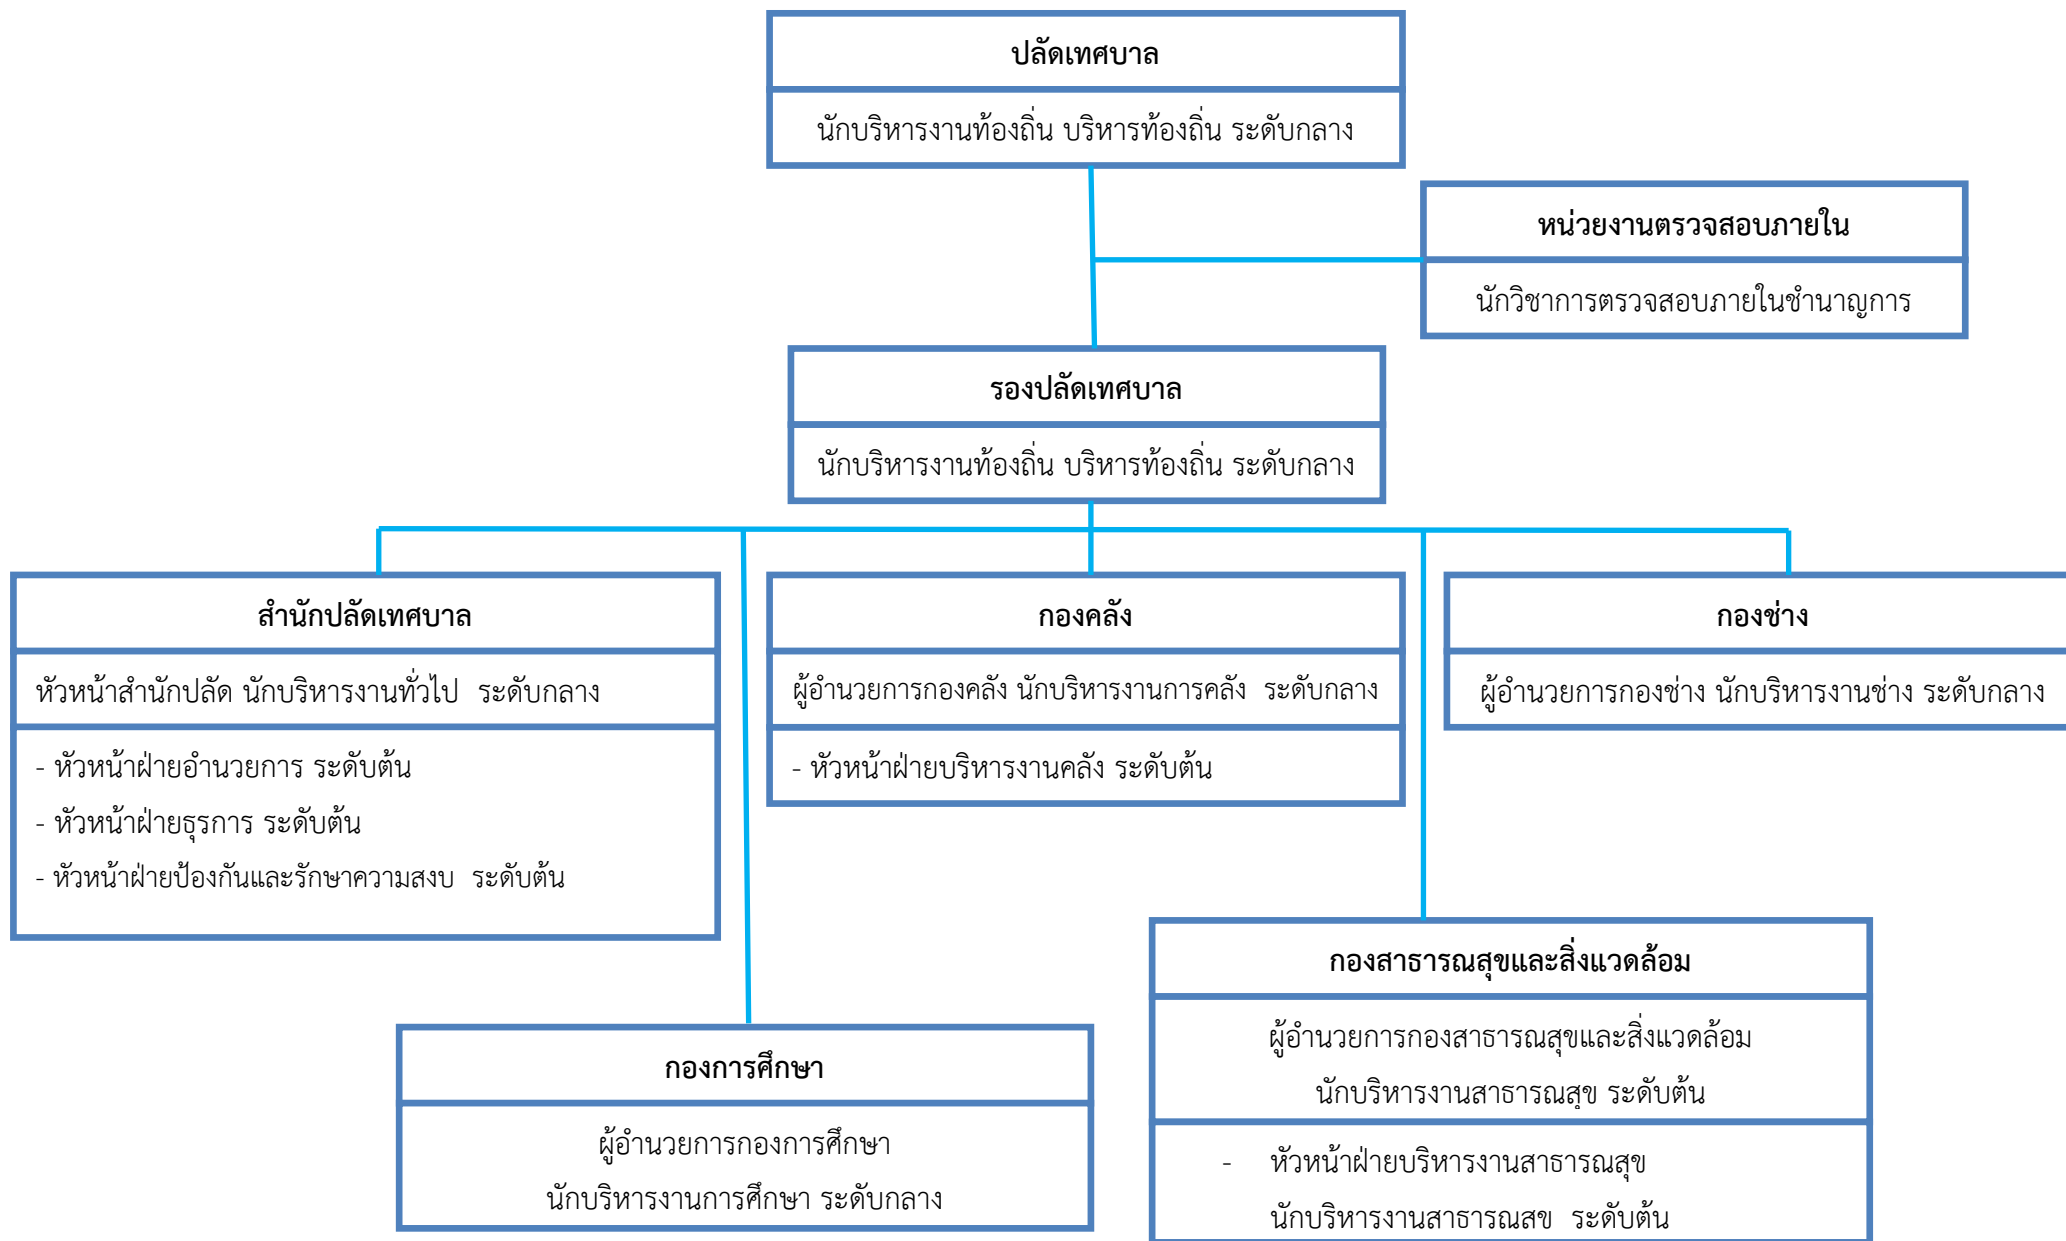 ปลัดเทศบาล
นักบริหารงานท้องถิ่น บริหารท้องถิ่น ระดับกลาง
หน่วยงานตรวจสอบภายใน
นักวิชาการตรวจสอบภายในชำนาญการ
รองปลัดเทศบาล
นักบริหารงานท้องถิ่น บริหารท้องถิ่น ระดับกลาง
สำนักปลัดเทศบาล
หัวหน้าสำนักปลัด นักบริหารงานทั่วไป ระดับกลาง
- หัวหน้าฝ่ายอำนวยการ ระดับต้น
- หัวหน้าฝ่ายธุรการ ระดับต้น
- หัวหน้าฝ่ายป้องกันและรักษาความสงบ ระดับต้น
กองคลัง
ผู้อำนวยการกองคลัง นักบริหารงานการคลัง ระดับกลาง
- หัวหน้าฝ่ายบริหารงานคลัง ระดับต้น
กองช่าง
ผู้อำนวยการกองช่าง นักบริหารงานช่าง ระดับกลาง
กองการศึกษา
ผู้อำนวยการกองการศึกษา
นักบริหารงานการศึกษา ระดับกลาง
กองสาธารณสุขและสิ่งแวดล้อม
ผู้อำนวยการกองสาธารณสุขและสิ่งแวดล้อม
นักบริหารงานสาธารณสุข ระดับต้น
- หัวหน้าฝ่ายบริหารงานสาธารณสุข
นักบริหารงานสาธารณสุข ระดับต้น